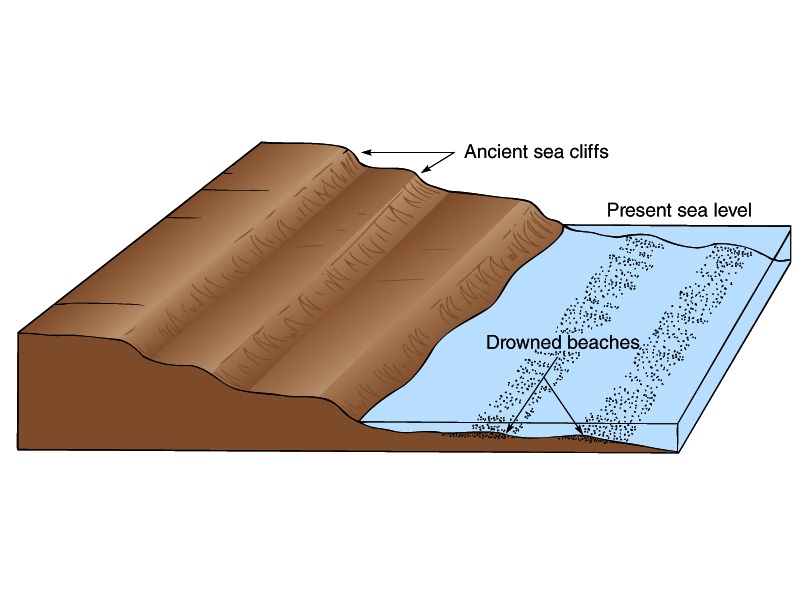 Ancient sea cliffs
Present sea level
Drowned beaches